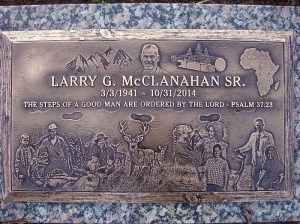 LARRY G. McCLANAHAN SR.
3/3/1941 - 10/31/2014
THE STEPS OF A GOOD MAN ARE ORDERED BY THE LORD - PSALM 37:23